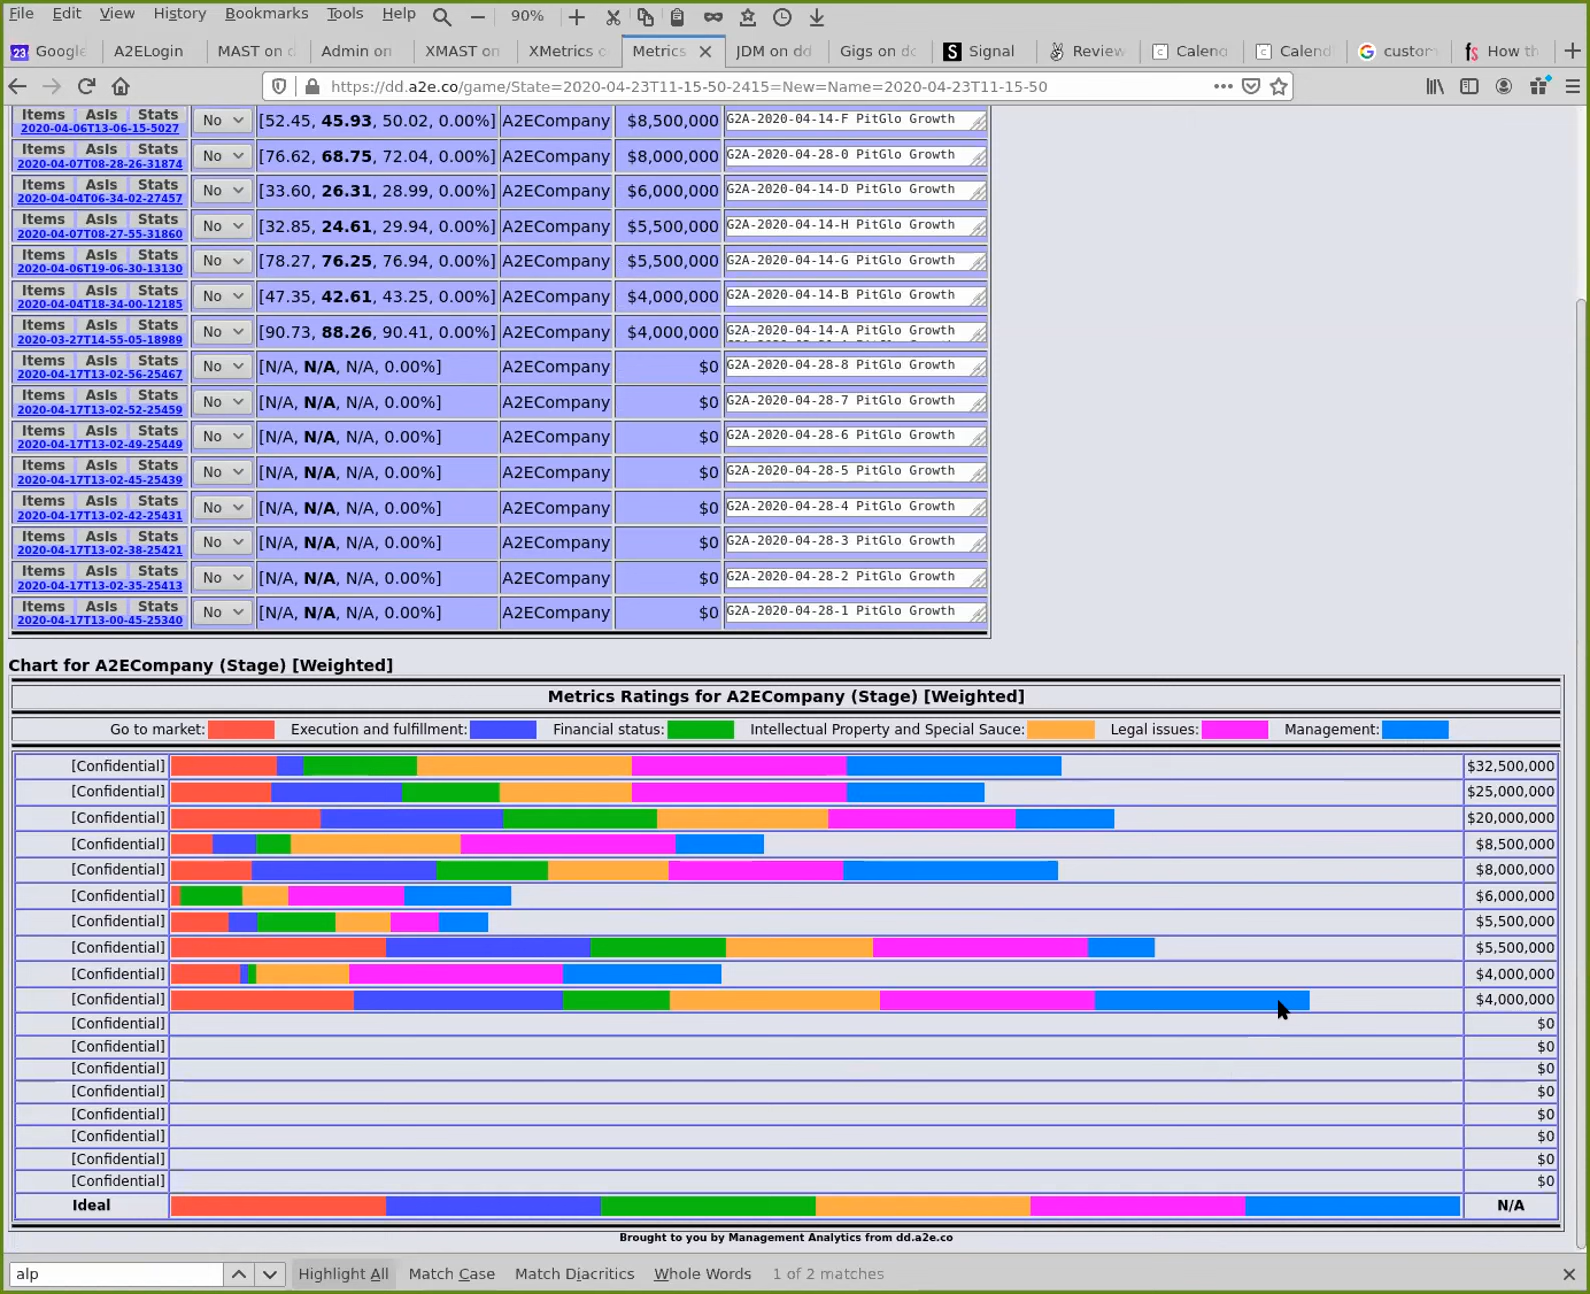 File Edit View History Bookmarks Tools Help 90%
Google A2ELogin MAST on d Admin on XMAST on XMetrics c Metrics JDM on dd Gigs on dc Signal Review Calend Calend custor How th
https://dd.a2e.co/game/State=2020-04-23T11-15-50-2415=New=Name=2020-04-23T11-15-50
Items AsIs Stats
2020-04-06T13-06-15-5027 No [52.45, 45.93, 50.02, 0.00%] A2ECompany $8,500,000 G2A-2020-04-14-F PitGlo Growth
Items AsIs Stats
2020-04-07T08-28-26-31874 No [76.62, 68.75, 72.04, 0.00%] A2ECompany $8,000,000 G2A-2020-04-28-0 PitGlo Growth
Items AsIs Stats
2020-04-04T06-34-02-27457 No [33.60, 26.31, 28.99, 0.00%] A2ECompany $6,000,000 G2A-2020-04-14-D PitGlo Growth
Items AsIs Stats
2020-04-07T08-27-55-31860 No [32.85, 24.61, 29.94, 0.00%] A2ECompany $5,500,000 G2A-2020-04-14-H PitGlo Growth
Items AsIs Stats
2020-04-06T19-06-30-13130 No [78.27, 76.25, 76.94, 0.00%] A2ECompany $5,500,000 G2A-2020-04-14-G PitGlo Growth
Items AsIs Stats
2020-04-04T18-34-00-12185 No [47.35, 42.61, 43.25, 0.00%] A2ECompany $4,000,000 G2A-2020-04-14-B PitGlo Growth
Items AsIs Stats
2020-03-27T14-55-05-18989 No [90.73, 88.26, 90.41, 0.00%] A2ECompany $4,000,000 G2A-2020-04-14-A PitGlo Growth
Items AsIs Stats
2020-04-17T13-02-56-25467 No [N/A, N/A, N/A, 0.00%] A2ECompany $0 G2A-2020-04-28-8 PitGlo Growth
Items AsIs Stats
2020-04-17T13-02-52-25459 No [N/A, N/A, N/A, 0.00%] A2ECompany $0 G2A-2020-04-28-7 PitGlo Growth
Items AsIs Stats
2020-04-17T13-02-49-25449 No [N/A, N/A, N/A, 0.00%] A2ECompany $0 G2A-2020-04-28-6 PitGlo Growth
Items AsIs Stats
2020-04-17T13-02-45-25439 No [N/A, N/A, N/A, 0.00%] A2ECompany $0 G2A-2020-04-28-5 PitGlo Growth
Items AsIs Stats
2020-04-17T13-02-42-25431 No [N/A, N/A, N/A, 0.00%] A2ECompany $0 G2A-2020-04-28-4 PitGlo Growth
Items AsIs Stats
2020-04-17T13-02-38-25421 No [N/A, N/A, N/A, 0.00%] A2ECompany $0 G2A-2020-04-28-3 PitGlo Growth
Items AsIs Stats
2020-04-17T13-02-35-25413 No [N/A, N/A, N/A, 0.00%] A2ECompany $0 G2A-2020-04-28-2 PitGlo Growth
Items AsIs Stats
2020-04-17T13-00-45-25340 No [N/A, N/A, N/A, 0.00%] A2ECompany $0 G2A-2020-04-28-1 PitGlo Growth
Chart for A2ECompany (Stage) [Weighted]
Metrics Ratings for A2ECompany (Stage) [Weighted]
Go to market: Execution and fulfillment: Financial status: Intellectual Property and Special Sauce: Legal issues: Management:
[Confidential] $32,500,000
[Confidential] $25,000,000
[Confidential] $20,000,000
[Confidential] $8,500,000
[Confidential] $8,000,000
[Confidential] $6,000,000
[Confidential] $5,500,000
[Confidential] $5,500,000
[Confidential] $4,000,000
[Confidential] $4,000,000
[Confidential] $0
[Confidential] $0
[Confidential] $0
[Confidential] $0
[Confidential] $0
[Confidential] $0
[Confidential] $0
[Confidential] $0
Ideal N/A
Brought to you by Management Analytics from dd.a2e.co
alp Highlight All Match Case Match Diacritics Whole Words 1 of 2 matches